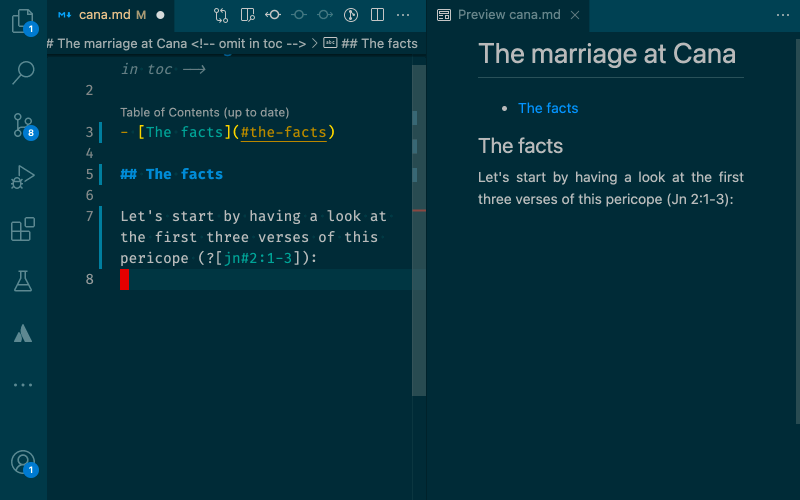 cana.md M
Preview cana.md
# The marriage at Cana <!-- omit in toc --> > abc ## The facts
in toc -->
2
Table of Contents (up to date)
3 - [The facts](#the-facts)
4
5 ## The facts
6
7 Let's start by having a look at
the first three verses of this
pericope (?[jn#2:1-3]):
8
1
8
1
The marriage at Cana
• The facts
The facts
Let's start by having a look at the first
three verses of this pericope (Jn 2:1-3):